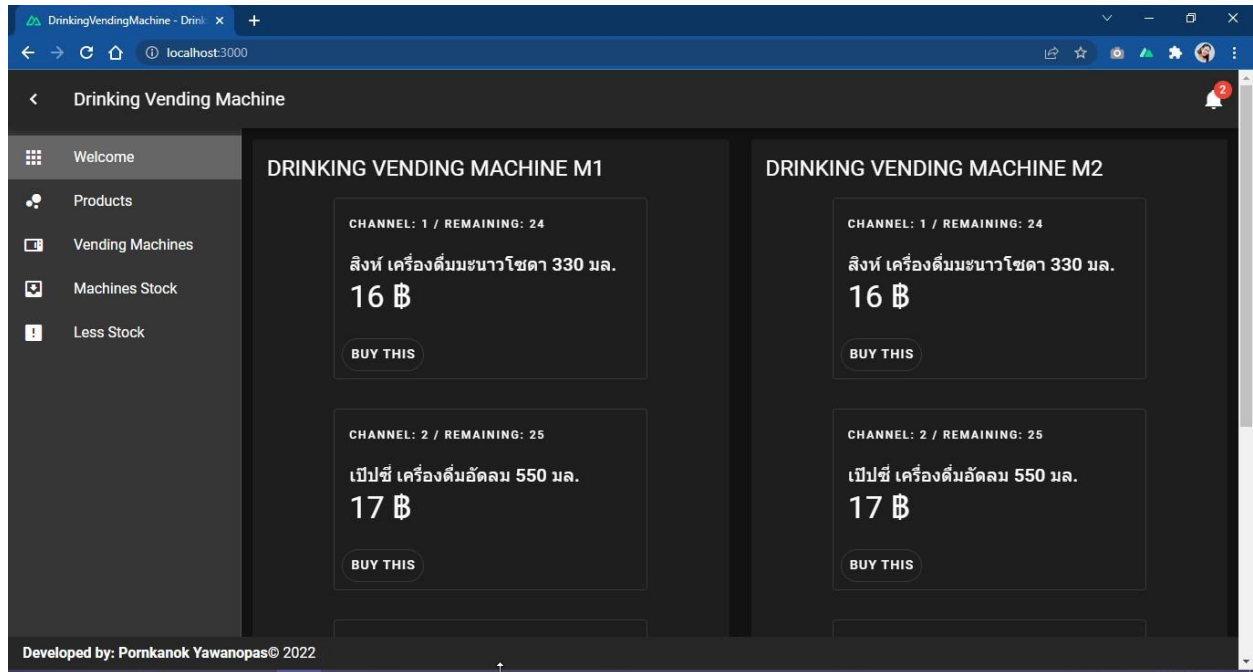 DrinkingVendingMachine - Drink
localhost:3000
Drinking Vending Machine
2
Welcome
Products
Vending Machines
Machines Stock
Less Stock
DRINKING VENDING MACHINE M1
CHANNEL: 1 / REMAINING: 24
สิงห์ เครื่องดื่มมะนาวโซดา 330 มล.
16 ฿
BUY THIS
CHANNEL: 2 / REMAINING: 25
เป๊ปซี่ เครื่องดื่มอัดลม 550 มล.
17 ฿
BUY THIS
DRINKING VENDING MACHINE M2
CHANNEL: 1 / REMAINING: 24
สิงห์ เครื่องดื่มมะนาวโซดา 330 มล.
16 ฿
BUY THIS
CHANNEL: 2 / REMAINING: 25
เป๊ปซี่ เครื่องดื่มอัดลม 550 มล.
17 ฿
BUY THIS
Developed by: Pornkanok Yawanopas© 2022